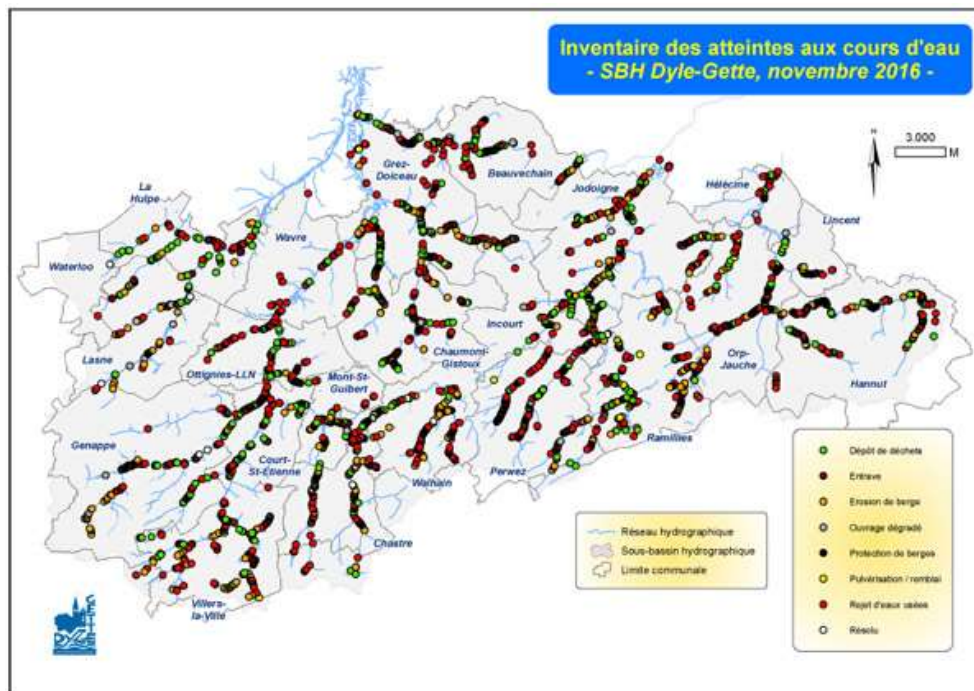 Inventaire des atteintes aux cours d'eau
- SBH Dyle-Gette, novembre 2016 -
N
3.000
M
Grez-
Doiceau
Beauvechain
Jodoigne
Hélécine
Lincent
La
Hulpe
Wavre
Waterloo
Incourt
Chaumont-
Gistoux
Lasne
Ottignies-LLN
Mont-St-
Guibert
Orp-
Jauche
Hannut
Genappe
Court-
St-Etienne
Walhain
Perwez
Ramillies
Chastre
Villers-
la-Ville
Réseau hydrographique
Sous-bassin hydrographique
Limite communale
Dépôt de déchets
Entrave
Erosion de berge
Ouvrage dégradé
Protection de berges
Pulvérisation / remblai
Rejet d'eaux usées
Résolu
DYLE
GETTE